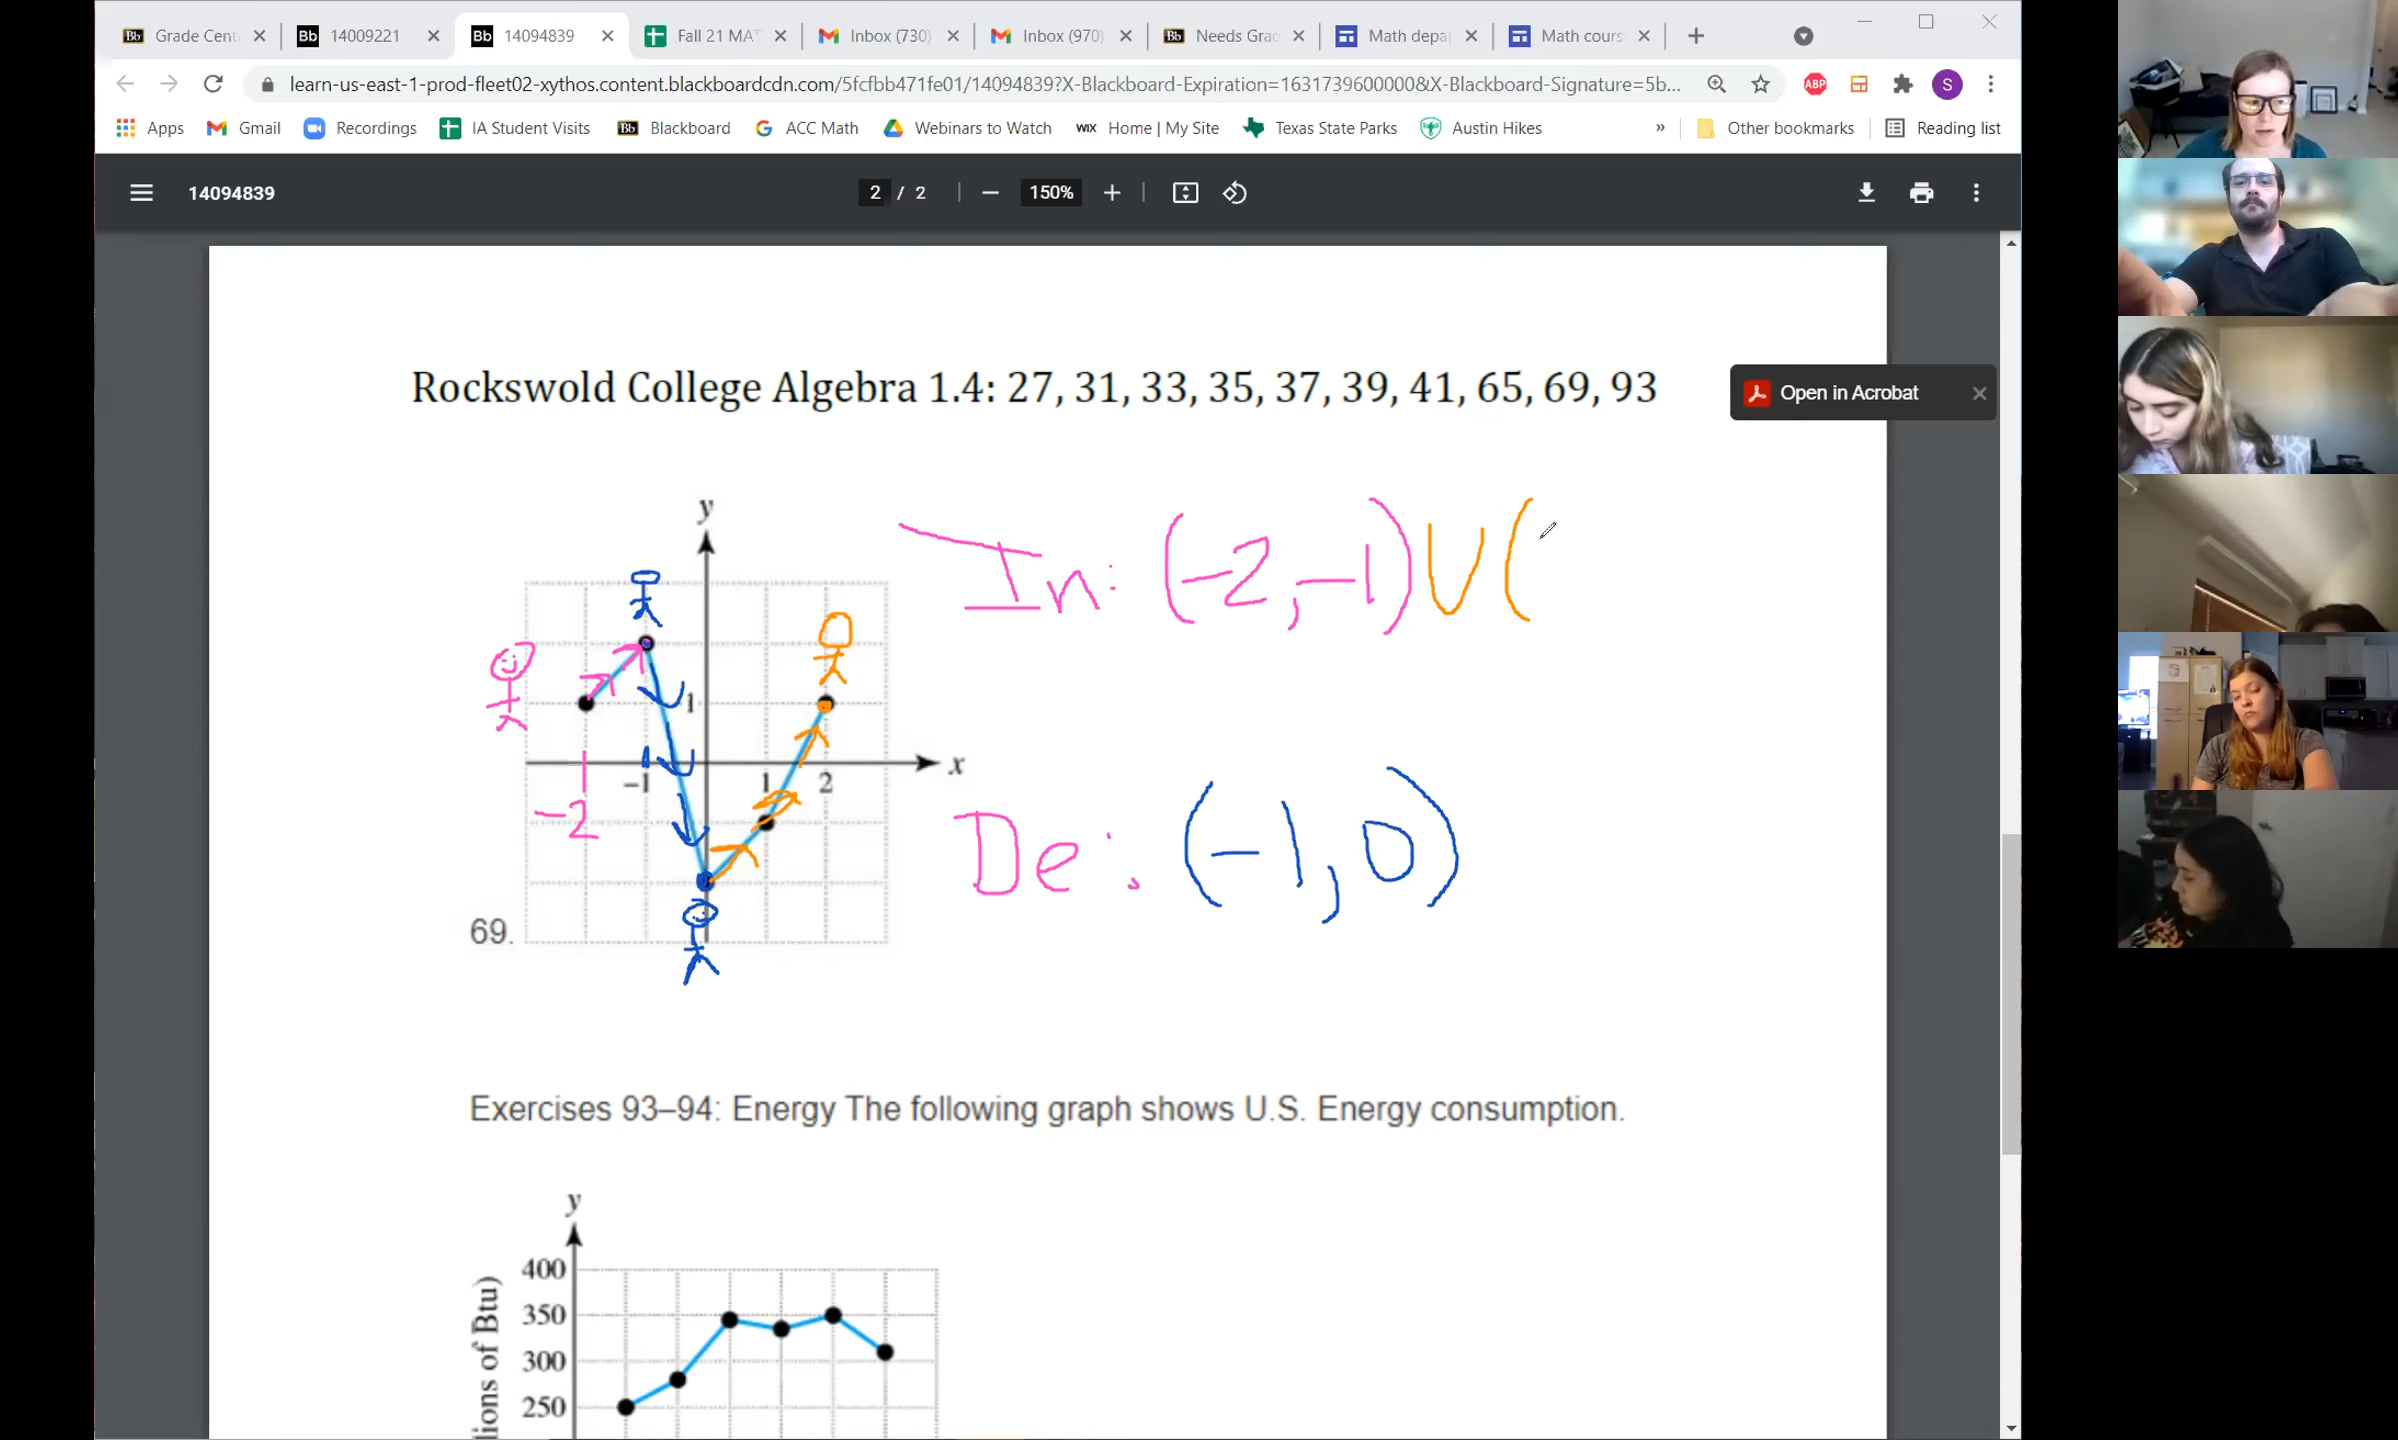 Grade Cent
14009221
14094839
Fall 21 MAT
Inbox (730)
Inbox (970)
Needs Grad
Math depa
Math cours
learn-us-east-1-prod-fleet02-xythos.content.blackboardcdn.com/5fcfbb471fe01/14094839?X-Blackboard-Expiration=1631739600000&X-Blackboard-Signature=5b...
ABP
S
Apps
Gmail
Recordings
IA Student Visits
Bb Blackboard
ACC Math
Webinars to Watch
WIX Home | My Site
Texas State Parks
Austin Hikes
»
Other bookmarks
Reading list
14094839
2 / 2
150%
Rockswold College Algebra 1.4: 27, 31, 33, 35, 37, 39, 41, 65, 69, 93
Open in Acrobat
y
In: (-2,-1)U(
1
x
-1 1 2
-2
De: (-1,0)
69.
Exercises 93–94: Energy The following graph shows U.S. Energy consumption.
y
400
350
300
250
lions of Btu)